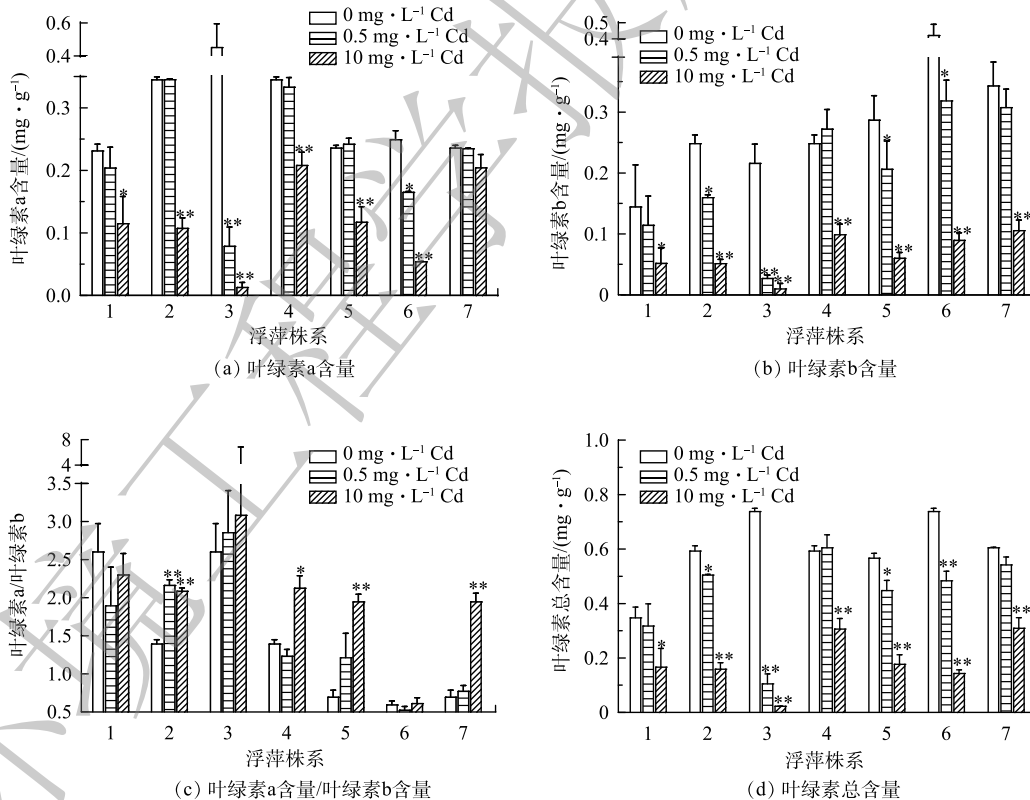 0.6
0.4
0.3
0.2
0.1
0.0
叶绿素a含量/(mg·g⁻¹)
0 mg·L⁻¹ Cd
0.5 mg·L⁻¹ Cd
10 mg·L⁻¹ Cd
* ** ** ** ** ** * **
1 2 3 4 5 6 7
浮萍株系
(a) 叶绿素a含量
0.5
0.4
0.3
0.2
0.1
0
叶绿素b含量/(mg·g⁻¹)
0 mg·L⁻¹ Cd
0.5 mg·L⁻¹ Cd
10 mg·L⁻¹ Cd
* * ** ** ** ** * ** * ** **
1 2 3 4 5 6 7
浮萍株系
(b) 叶绿素b含量
8
4
3.5
3.0
2.5
2.0
1.5
1.0
0.5
叶绿素a/叶绿素b
0 mg·L⁻¹ Cd
0.5 mg·L⁻¹ Cd
10 mg·L⁻¹ Cd
** ** * ** **
1 2 3 4 5 6 7
浮萍株系
(c) 叶绿素a含量/叶绿素b含量
1.0
0.8
0.6
0.4
0.2
0
叶绿素总含量/(mg·g⁻¹)
0 mg·L⁻¹ Cd
0.5 mg·L⁻¹ Cd
10 mg·L⁻¹ Cd
* * ** ** ** ** * ** ** ** **
1 2 3 4 5 6 7
浮萍株系
(d) 叶绿素总含量
境工程学报